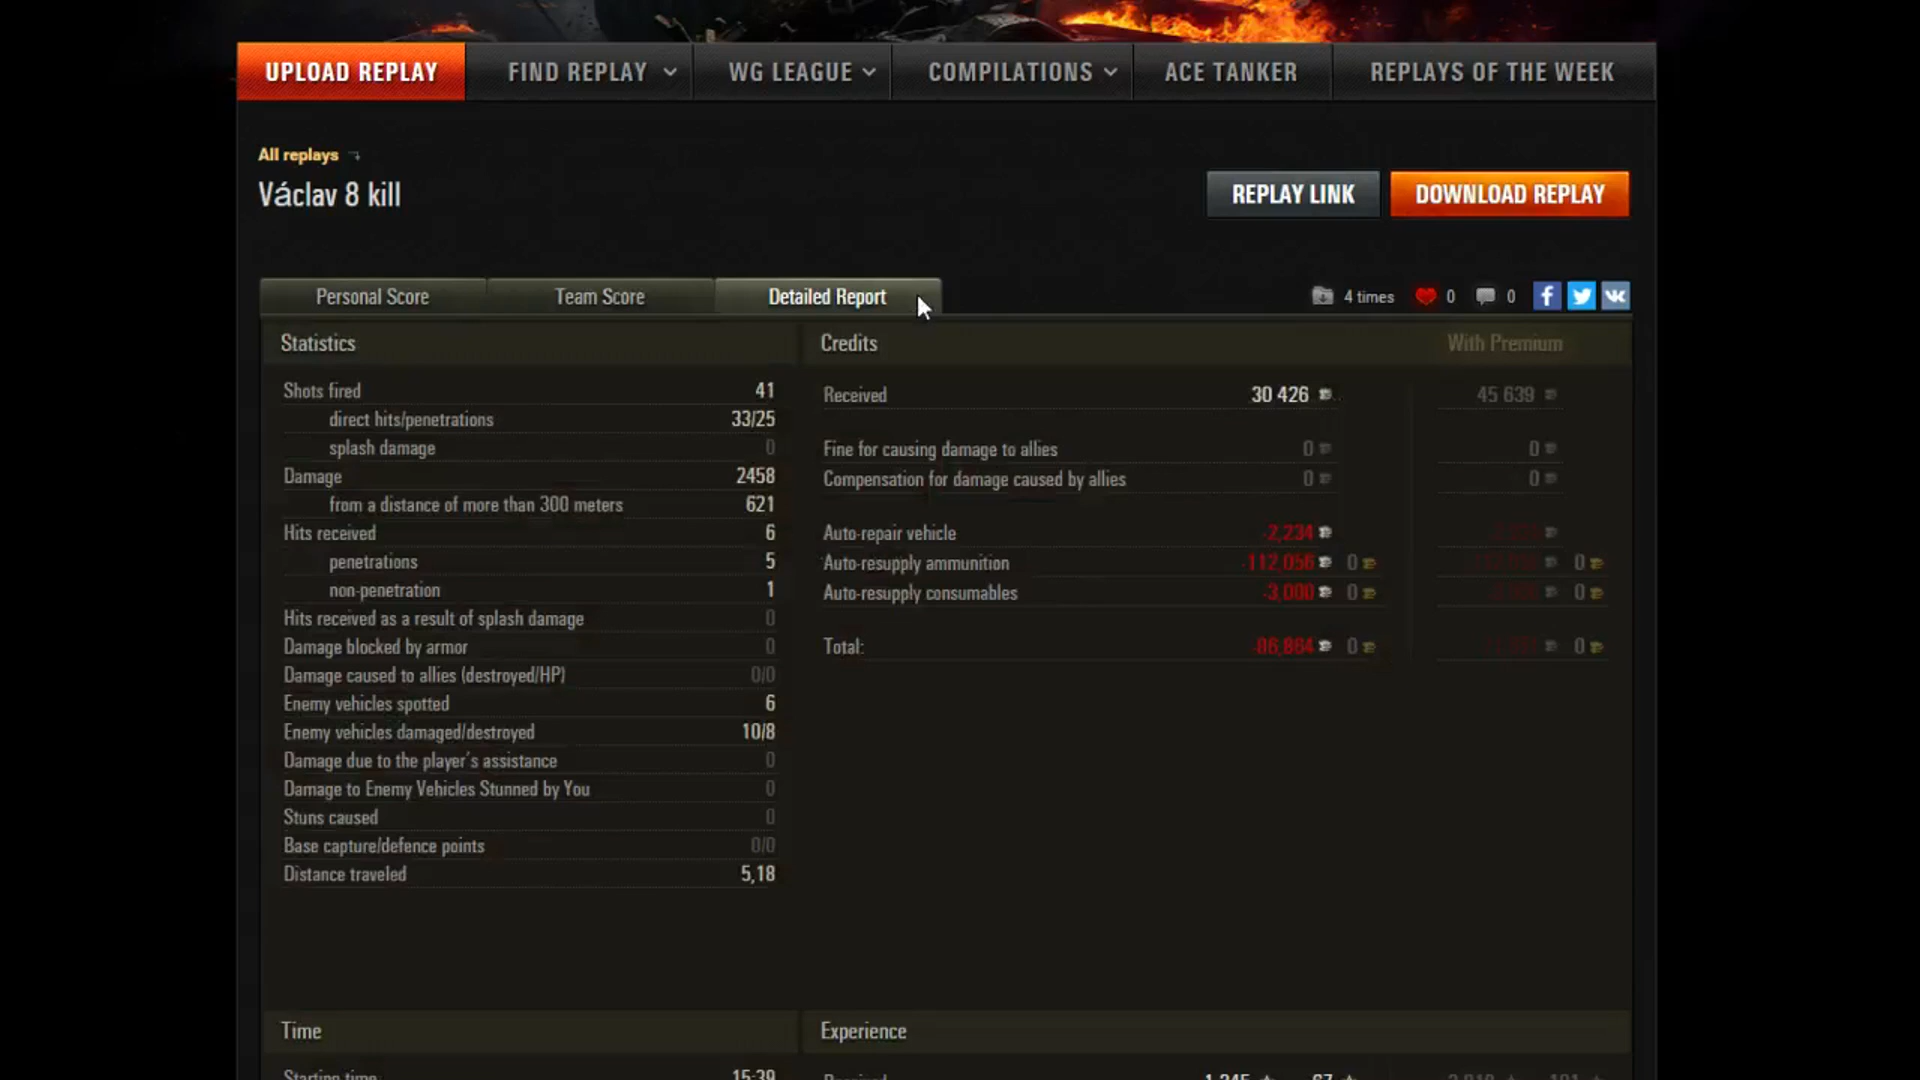 UPLOAD REPLAY FIND REPLAY WG LEAGUE COMPILATIONS ACE TANKER REPLAYS OF THE WEEK
All replays
Václav 8 kill
REPLAY LINK DOWNLOAD REPLAY
Personal Score Team Score Detailed Report 4 times 0 0
Statistics Credits With Premium
Shots fired 41
Received 30 426 45 639
direct hits/penetrations 33/25
splash damage 0
Fine for causing damage to allies 0 0
Damage 2458
Compensation for damage caused by allies 0 0
from a distance of more than 300 meters 621
Hits received 6
Auto-repair vehicle -2,234
penetrations 5
Auto-resupply ammunition -112,056 0 0
non-penetration 1
Auto-resupply consumables -3,000 0 0
Hits received as a result of splash damage 0
Damage blocked by armor 0
Total: -86,864 0 0
Damage caused to allies (destroyed/HP) 0/0
Enemy vehicles spotted 6
Enemy vehicles damaged/destroyed 10/8
Damage due to the player's assistance 0
Damage to Enemy Vehicles Stunned by You 0
Stuns caused 0
Base capture/defence points 0/0
Distance traveled 5,18
Time Experience
Starting time 15:39